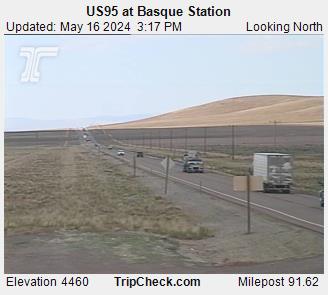 US95 at Basque Station
Updated: May 16 2024 3:17 PM Looking North
Elevation 4460 TripCheck.com Milepost 91.62